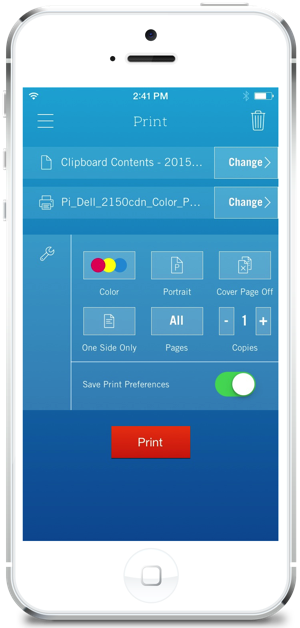 2:41 PM
Print
Clipboard Contents - 2015... Change
Pi_Dell_2150cdn_Color_P... Change
P
Color Portrait Cover Page Off
All - 1 +
One Side Only Pages Copies
Save Print Preferences
Print